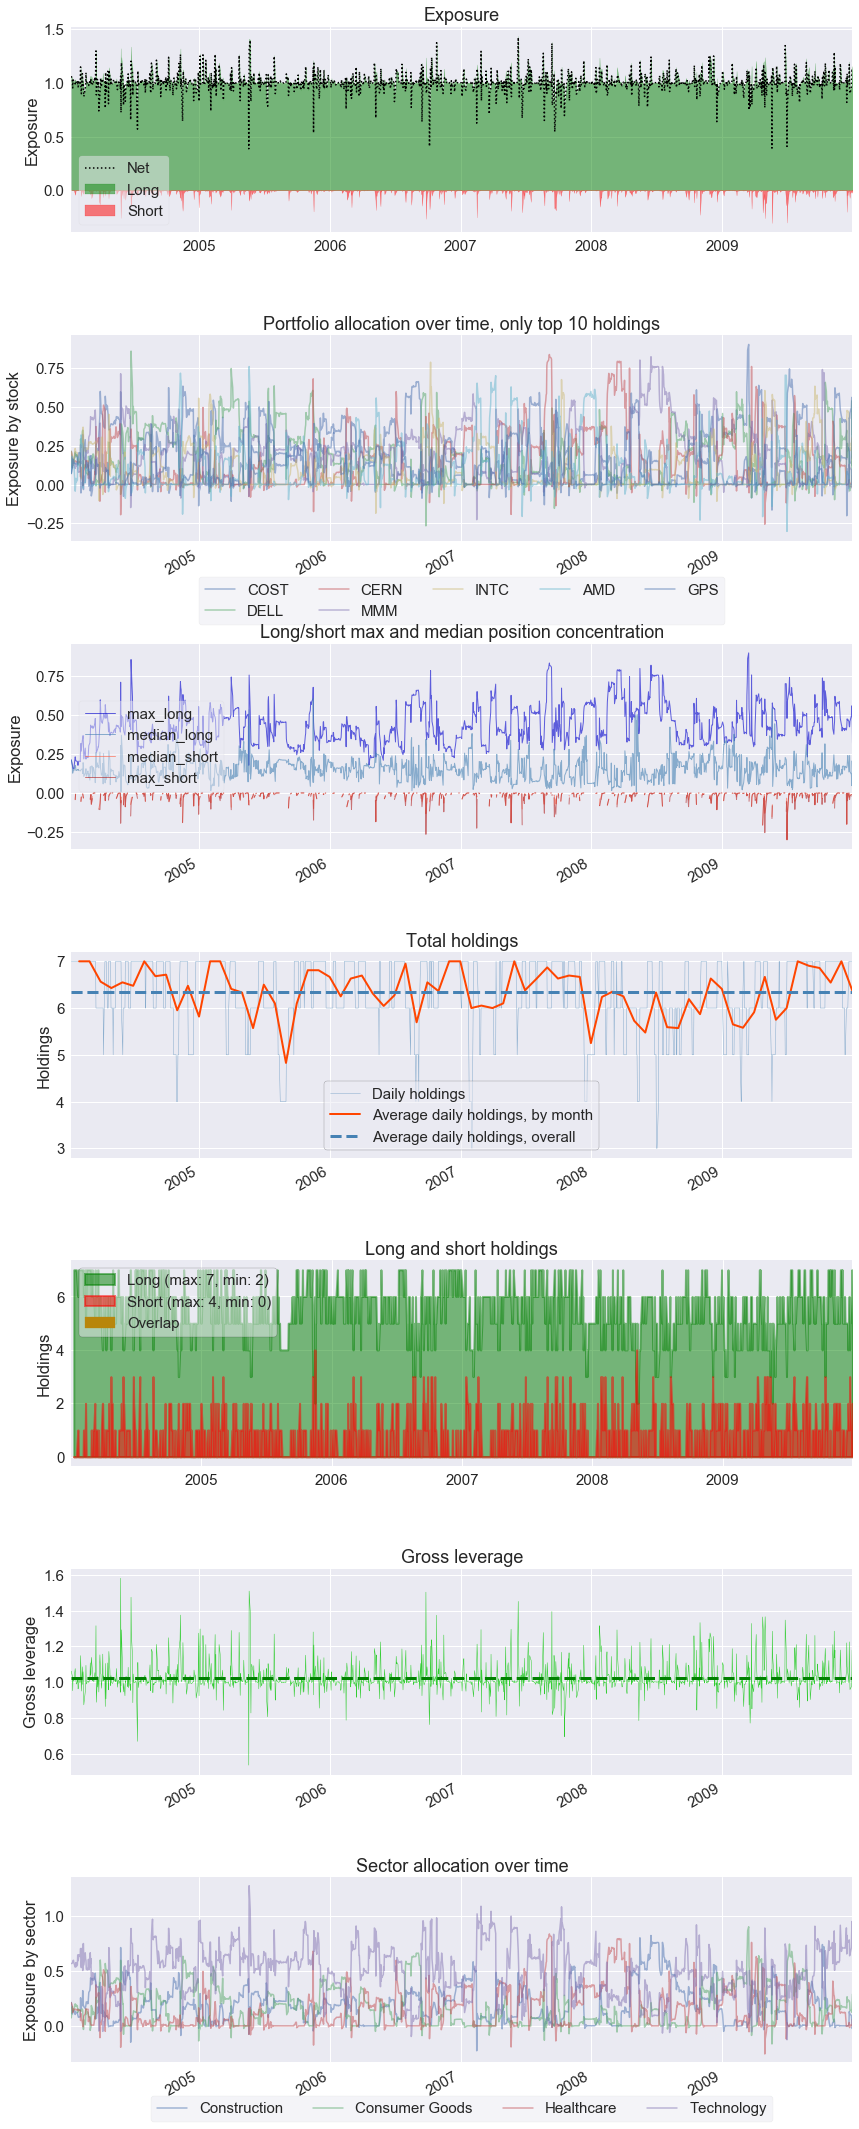 Exposure
1.5
1.0
0.5
0.0
Exposure
Net
Long
Short
2005 2006 2007 2008 2009
Portfolio allocation over time, only top 10 holdings
0.75
0.50
0.25
0.00
−0.25
Exposure by stock
2005 2006 2007 2008 2009
COST CERN INTC AMD GPS
DELL MMM
Long/short max and median position concentration
0.75
0.50
0.25
0.00
−0.25
Exposure
max_long
median_long
median_short
max_short
2005 2006 2007 2008 2009
Total holdings
7
6
5
4
3
Holdings
Daily holdings
Average daily holdings, by month
Average daily holdings, overall
2005 2006 2007 2008 2009
Long and short holdings
6
4
2
0
Holdings
Long (max: 7, min: 2)
Short (max: 4, min: 0)
Overlap
2005 2006 2007 2008 2009
Gross leverage
1.6
1.4
1.2
1.0
0.8
0.6
Gross leverage
2005 2006 2007 2008 2009
Sector allocation over time
1.0
0.5
0.0
Exposure by sector
2005 2006 2007 2008 2009
Construction Consumer Goods Healthcare Technology